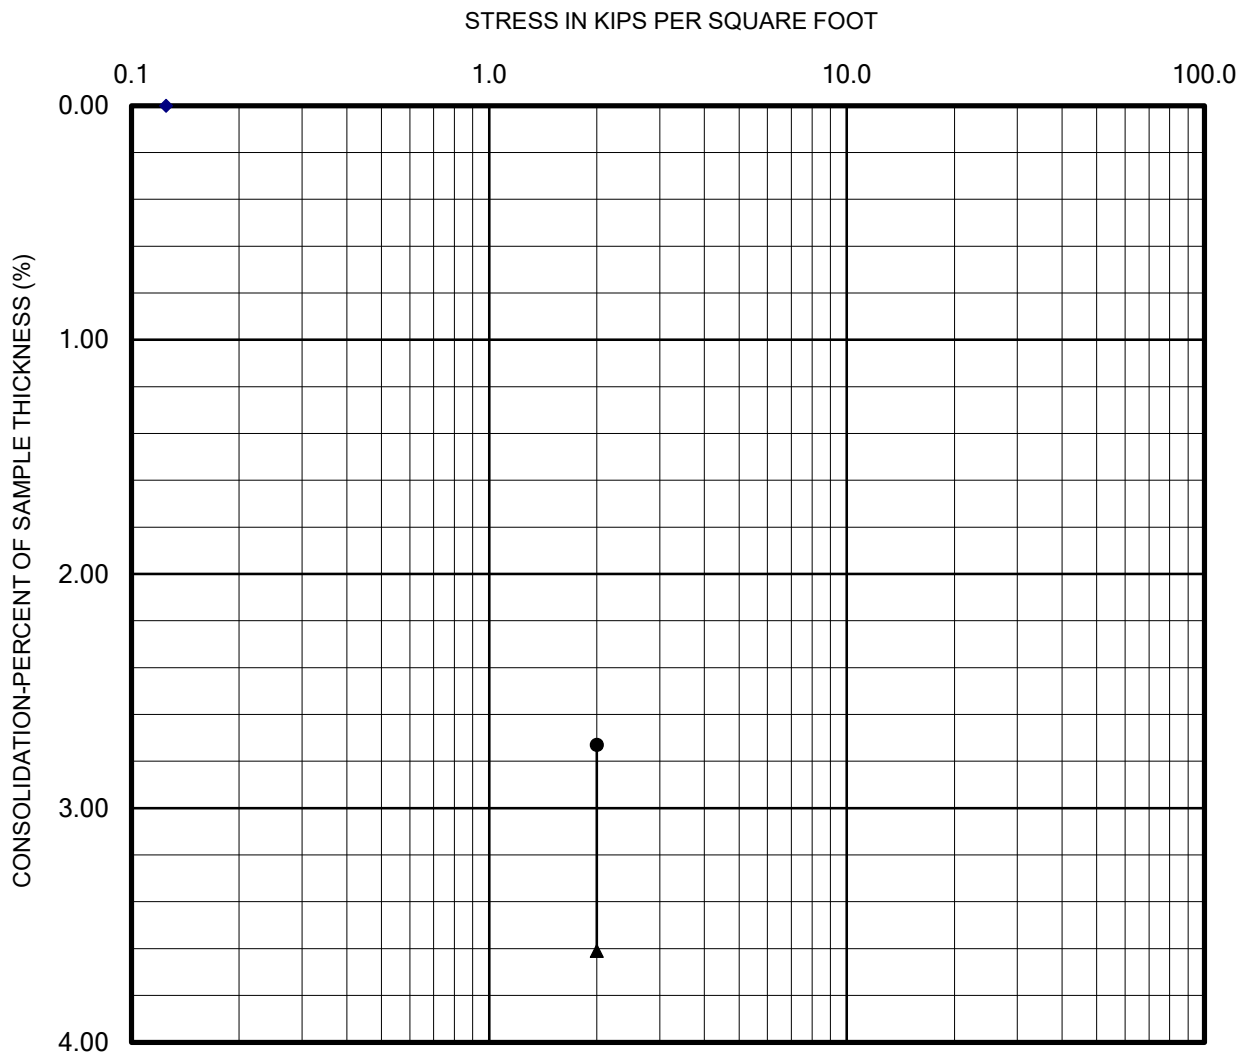 STRESS IN KIPS PER SQUARE FOOT
0.1 1.0 10.0 100.0
0.00
1.00
2.00
3.00
4.00
CONSOLIDATION-PERCENT OF SAMPLE THICKNESS (%)